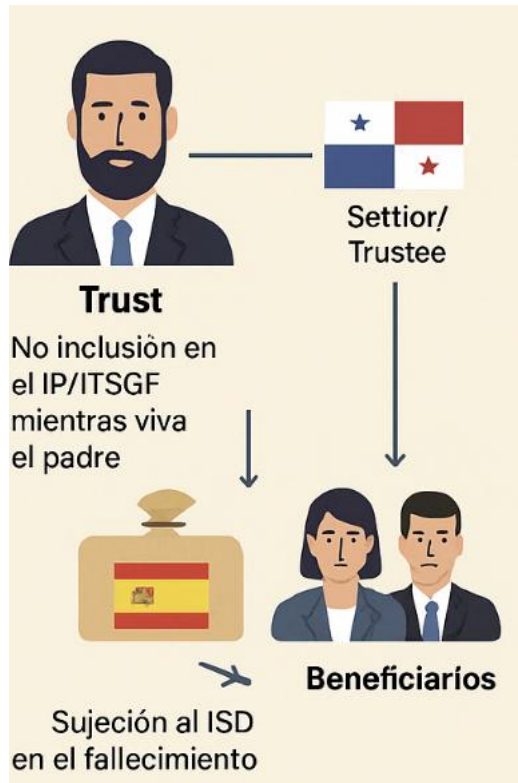 Settior/
Trustee
Trust
No inclusiòn en
el IP/ITSGF
mientras viva
el padre
Beneficiaríos
Sujeción al ISD
en el fallecimiento